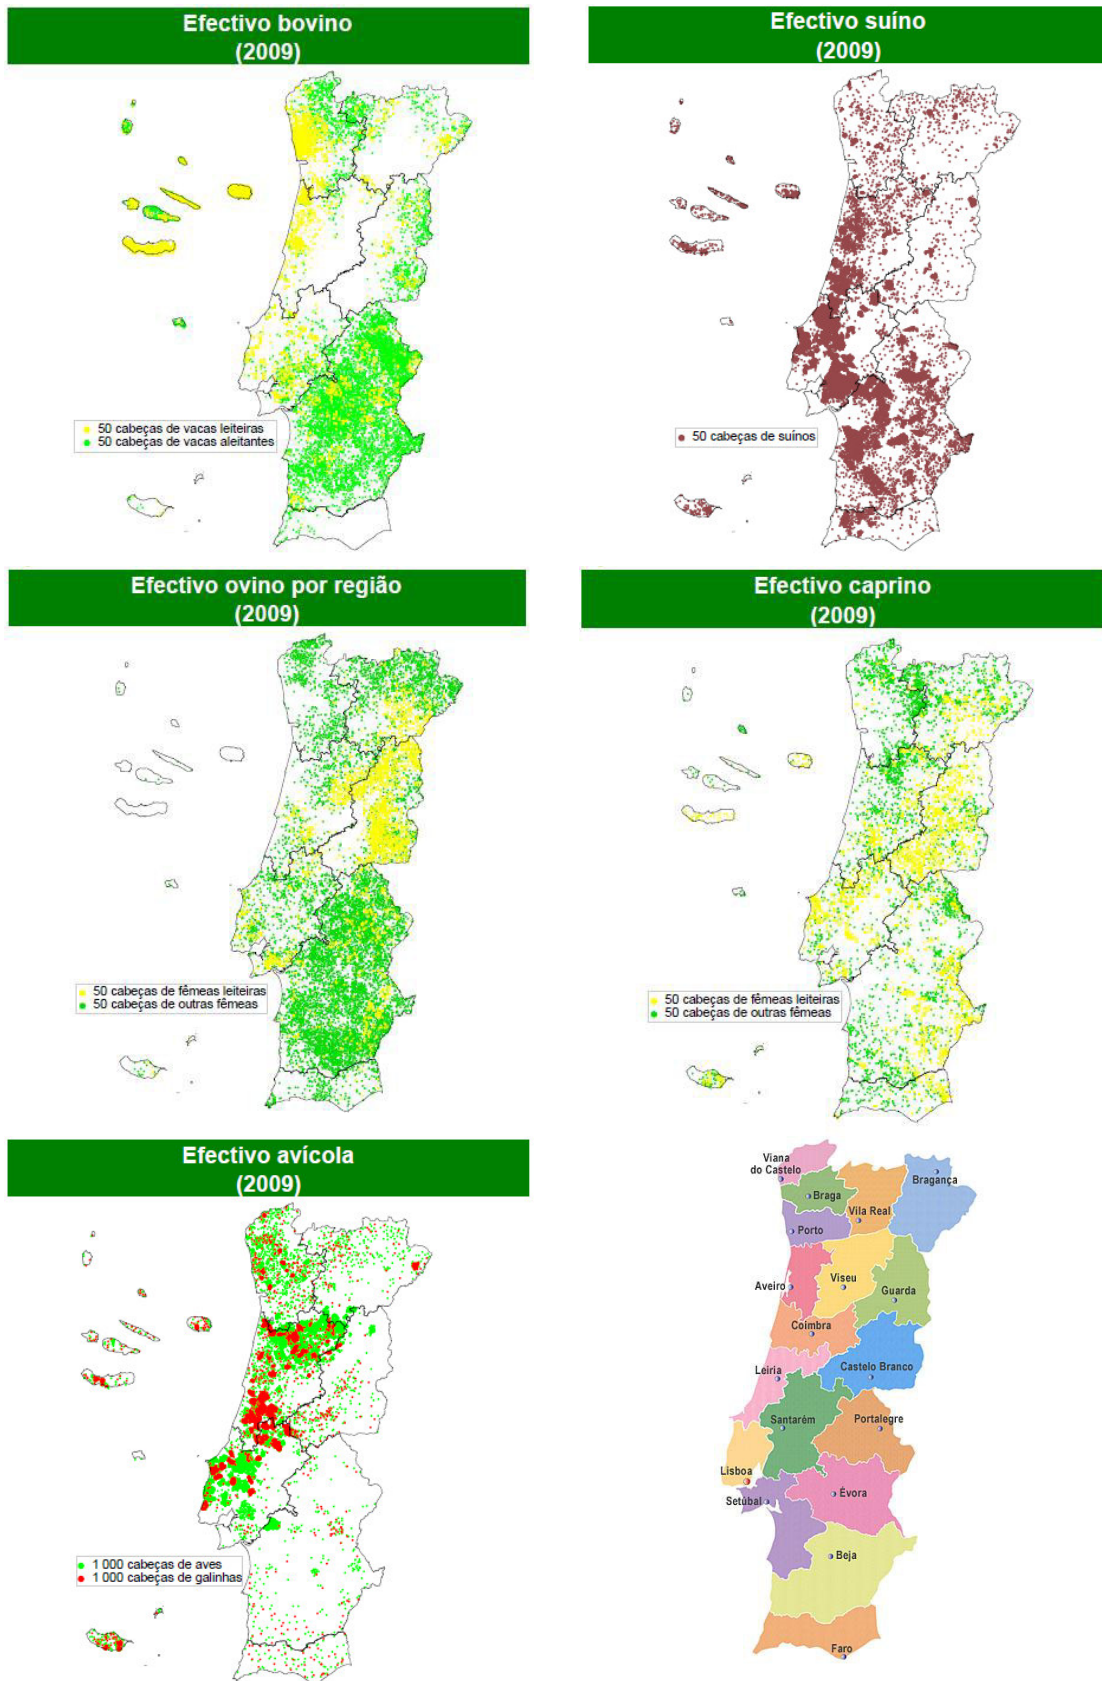 Efectivo bovino
(2009)
50 cabeças de vacas leiteiras
50 cabeças de vacas aleitantes
Efectivo suíno
(2009)
50 cabeças de suínos
Efectivo ovino por região
(2009)
50 cabeças de fêmeas leiteiras
50 cabeças de outras fêmeas
Efectivo caprino
(2009)
50 cabeças de fêmeas leiteiras
50 cabeças de outras fêmeas
Efectivo avícola
(2009)
1 000 cabeças de aves
1 000 cabeças de galinhas
Viana
do Castelo
Bragança
Braga
Vila Real
Porto
Aveiro
Viseu
Guarda
Coimbra
Leiria
Castelo Branco
Santarém
Portalegre
Lisboa
Setúbal
Évora
Beja
Faro